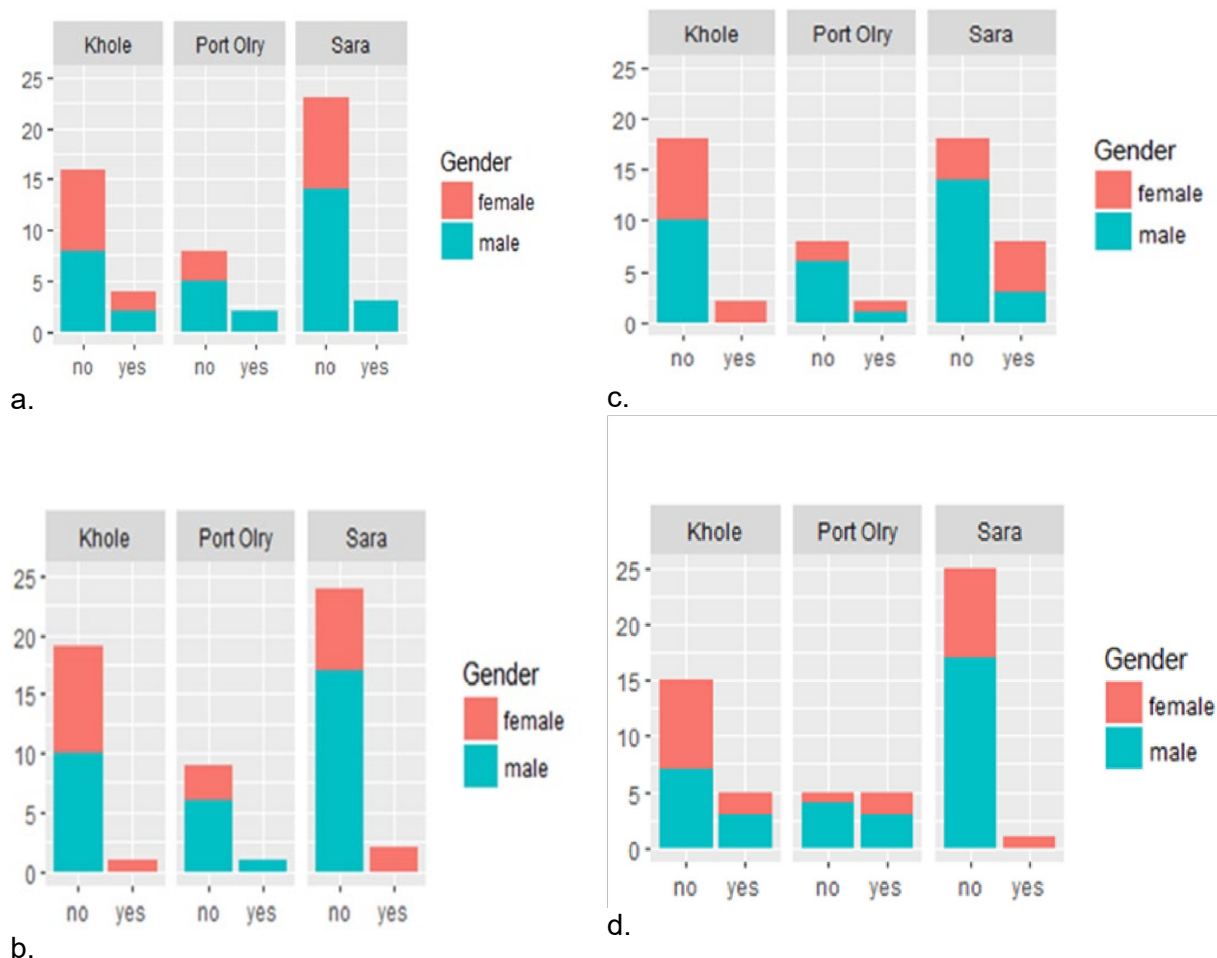 Khole Port Olry Sara
25
20
15
10
5
0
no yes no yes no yes
Gender
female
male
a.
Khole Port Olry Sara
25
20
15
10
5
0
no yes no yes no yes
Gender
female
male
c.
Khole Port Olry Sara
25
20
15
10
5
0
no yes no yes no yes
Gender
female
male
b.
Khole Port Olry Sara
25
20
15
10
5
0
no yes no yes no yes
Gender
female
male
d.